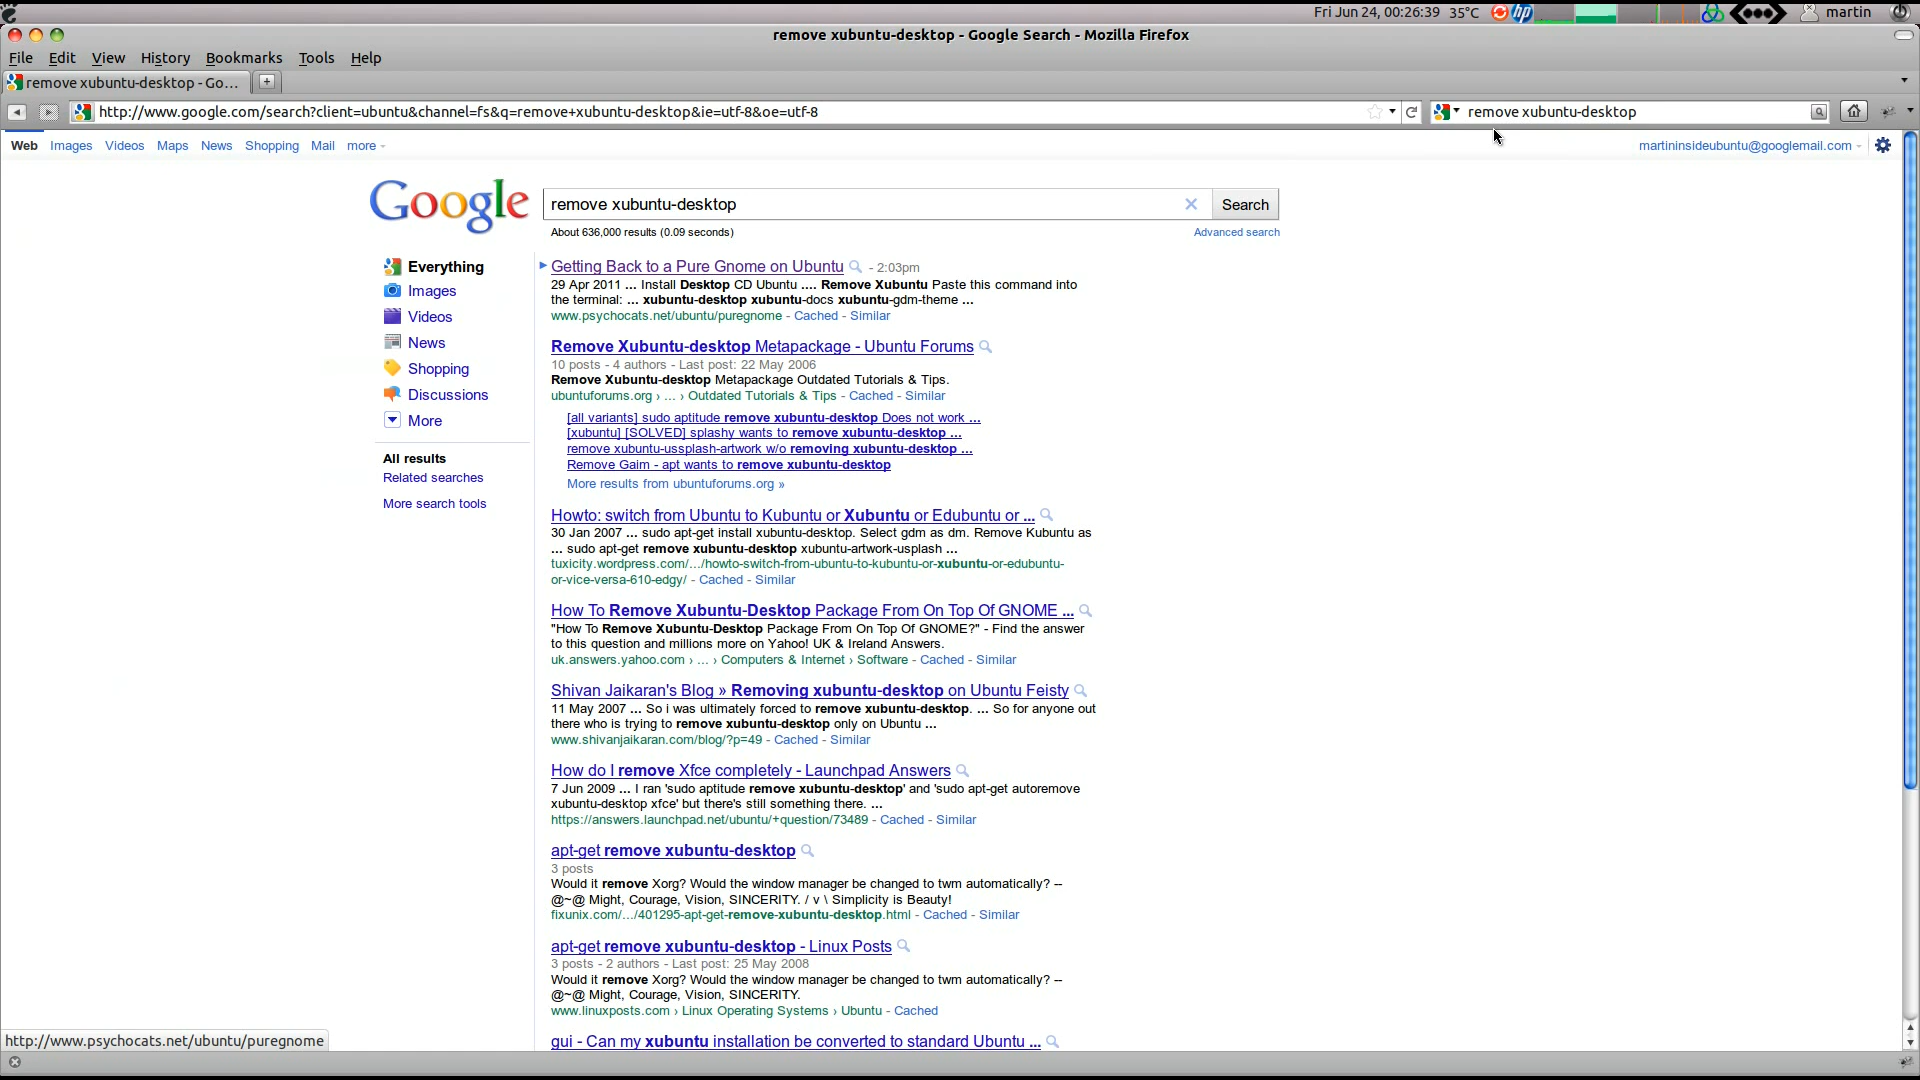 Fri Jun 24, 00:26:39 35°C hp martin
remove xubuntu-desktop - Google Search - Mozilla Firefox
File Edit View History Bookmarks Tools Help
remove xubuntu-desktop - Go...
http://www.google.com/search?client=ubuntu&channel=fs&q=remove+xubuntu-desktop&ie=utf-8&oe=utf-8 remove xubuntu-desktop
Web Images Videos Maps News Shopping Mail more martininsideubuntu@googlemail.com
Google remove xubuntu-desktop Search
About 636,000 results (0.09 seconds) Advanced search
Everything
Images
Videos
News
Shopping
Discussions
More
All results
Related searches
More search tools
Getting Back to a Pure Gnome on Ubuntu - 2:03pm
29 Apr 2011 ... Install Desktop CD Ubuntu .... Remove Xubuntu Paste this command into
the terminal: ... xubuntu-desktop xubuntu-docs xubuntu-gdm-theme ...
www.psychocats.net/ubuntu/puregnome - Cached - Similar
Remove Xubuntu-desktop Metapackage - Ubuntu Forums
10 posts - 4 authors - Last post: 22 May 2006
Remove Xubuntu-desktop Metapackage Outdated Tutorials & Tips.
ubuntuforums.org › ... › Outdated Tutorials & Tips - Cached - Similar
[all variants] sudo aptitude remove xubuntu-desktop Does not work ...
[xubuntu] [SOLVED] splashy wants to remove xubuntu-desktop ...
remove xubuntu-ussplash-artwork w/o removing xubuntu-desktop ...
Remove Gaim - apt wants to remove xubuntu-desktop
More results from ubuntuforums.org »
Howto: switch from Ubuntu to Kubuntu or Xubuntu or Edubuntu or ...
30 Jan 2007 ... sudo apt-get install xubuntu-desktop. Select gdm as dm. Remove Kubuntu as
... sudo apt-get remove xubuntu-desktop xubuntu-artwork-usplash ...
tuxicity.wordpress.com/.../howto-switch-from-ubuntu-to-kubuntu-or-xubuntu-or-edubuntu-
or-vice-versa-610-edgy/ - Cached - Similar
How To Remove Xubuntu-Desktop Package From On Top Of GNOME ...
"How To Remove Xubuntu-Desktop Package From On Top Of GNOME?" - Find the answer
to this question and millions more on Yahoo! UK & Ireland Answers.
uk.answers.yahoo.com › ... › Computers & Internet › Software - Cached - Similar
Shivan Jaikaran's Blog » Removing xubuntu-desktop on Ubuntu Feisty
11 May 2007 ... So i was ultimately forced to remove xubuntu-desktop. ... So for anyone out
there who is trying to remove xubuntu-desktop only on Ubuntu ...
www.shivanjaikaran.com/blog/?p=49 - Cached - Similar
How do I remove Xfce completely - Launchpad Answers
7 Jun 2009 ... I ran 'sudo aptitude remove xubuntu-desktop' and 'sudo apt-get autoremove
xubuntu-desktop xfce' but there's still something there. ...
https://answers.launchpad.net/ubuntu/+question/73489 - Cached - Similar
apt-get remove xubuntu-desktop
3 posts
Would it remove Xorg? Would the window manager be changed to twm automatically? --
@~@ Might, Courage, Vision, SINCERITY. / v \ Simplicity is Beauty!
fixunix.com/.../401295-apt-get-remove-xubuntu-desktop.html - Cached - Similar
apt-get remove xubuntu-desktop - Linux Posts
3 posts - 2 authors - Last post: 25 May 2008
Would it remove Xorg? Would the window manager be changed to twm automatically? --
@~@ Might, Courage, Vision, SINCERITY.
www.linuxposts.com › Linux Operating Systems › Ubuntu - Cached
gui - Can my xubuntu installation be converted to standard Ubuntu ...
http://www.psychocats.net/ubuntu/puregnome